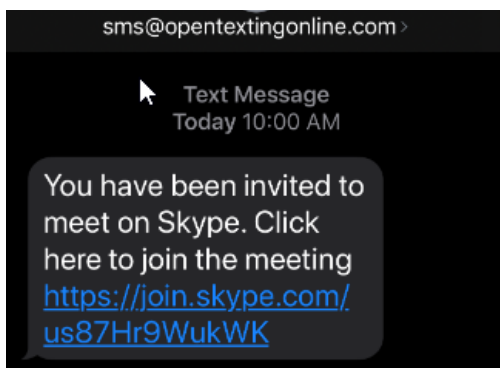 sms@opentextingonline.com
Text Message
Today 10:00 AM
You have been invited to
meet on Skype. Click
here to join the meeting
https://join.skype.com/
us87Hr9WukWK